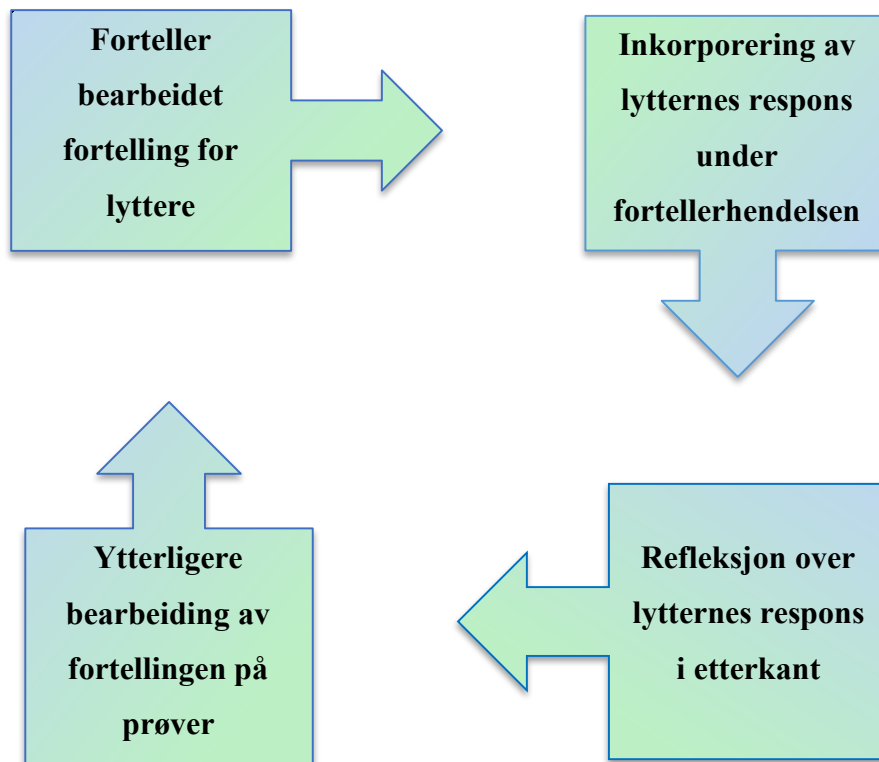 Forteller
bearbeidet
fortelling for
lyttere
Inkorporering av
lytternes respons
under
fortellerhendelsen
Refleksjon over
lytternes respons
i etterkant
Ytterligere
bearbeiding av
fortellingen på
prøver